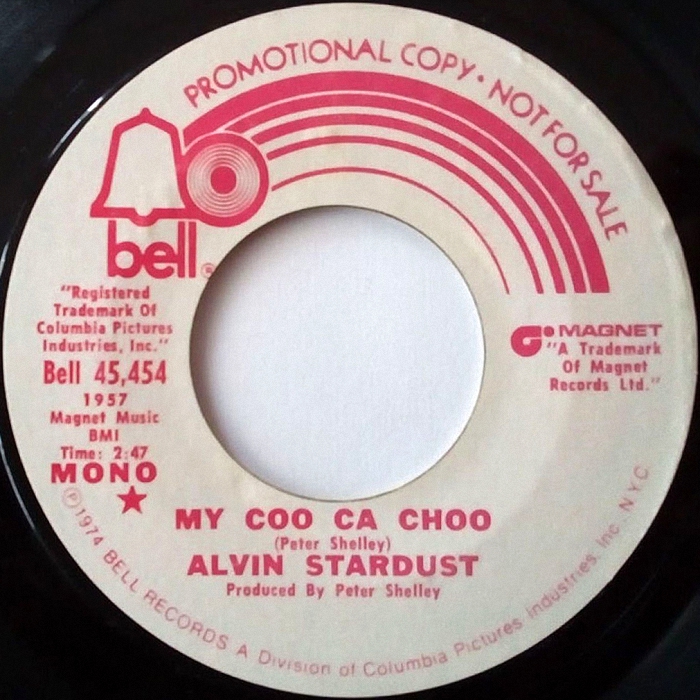 PROMOTIONAL COPY • NOT FOR SALE
bell®
"Registered
Trademark Of
Columbia Pictures
Industries, Inc."
Bell 45,454
1957
Magnet Music
BMI
Time: 2:47
MONO
★
MAGNET
"A Trademark
Of Magnet
Records Ltd."
MY COO CA CHOO
(Peter Shelley)
ALVIN STARDUST
Produced By Peter Shelley
℗1974 BELL RECORDS A Division of Columbia Pictures Industries Inc N.Y.C